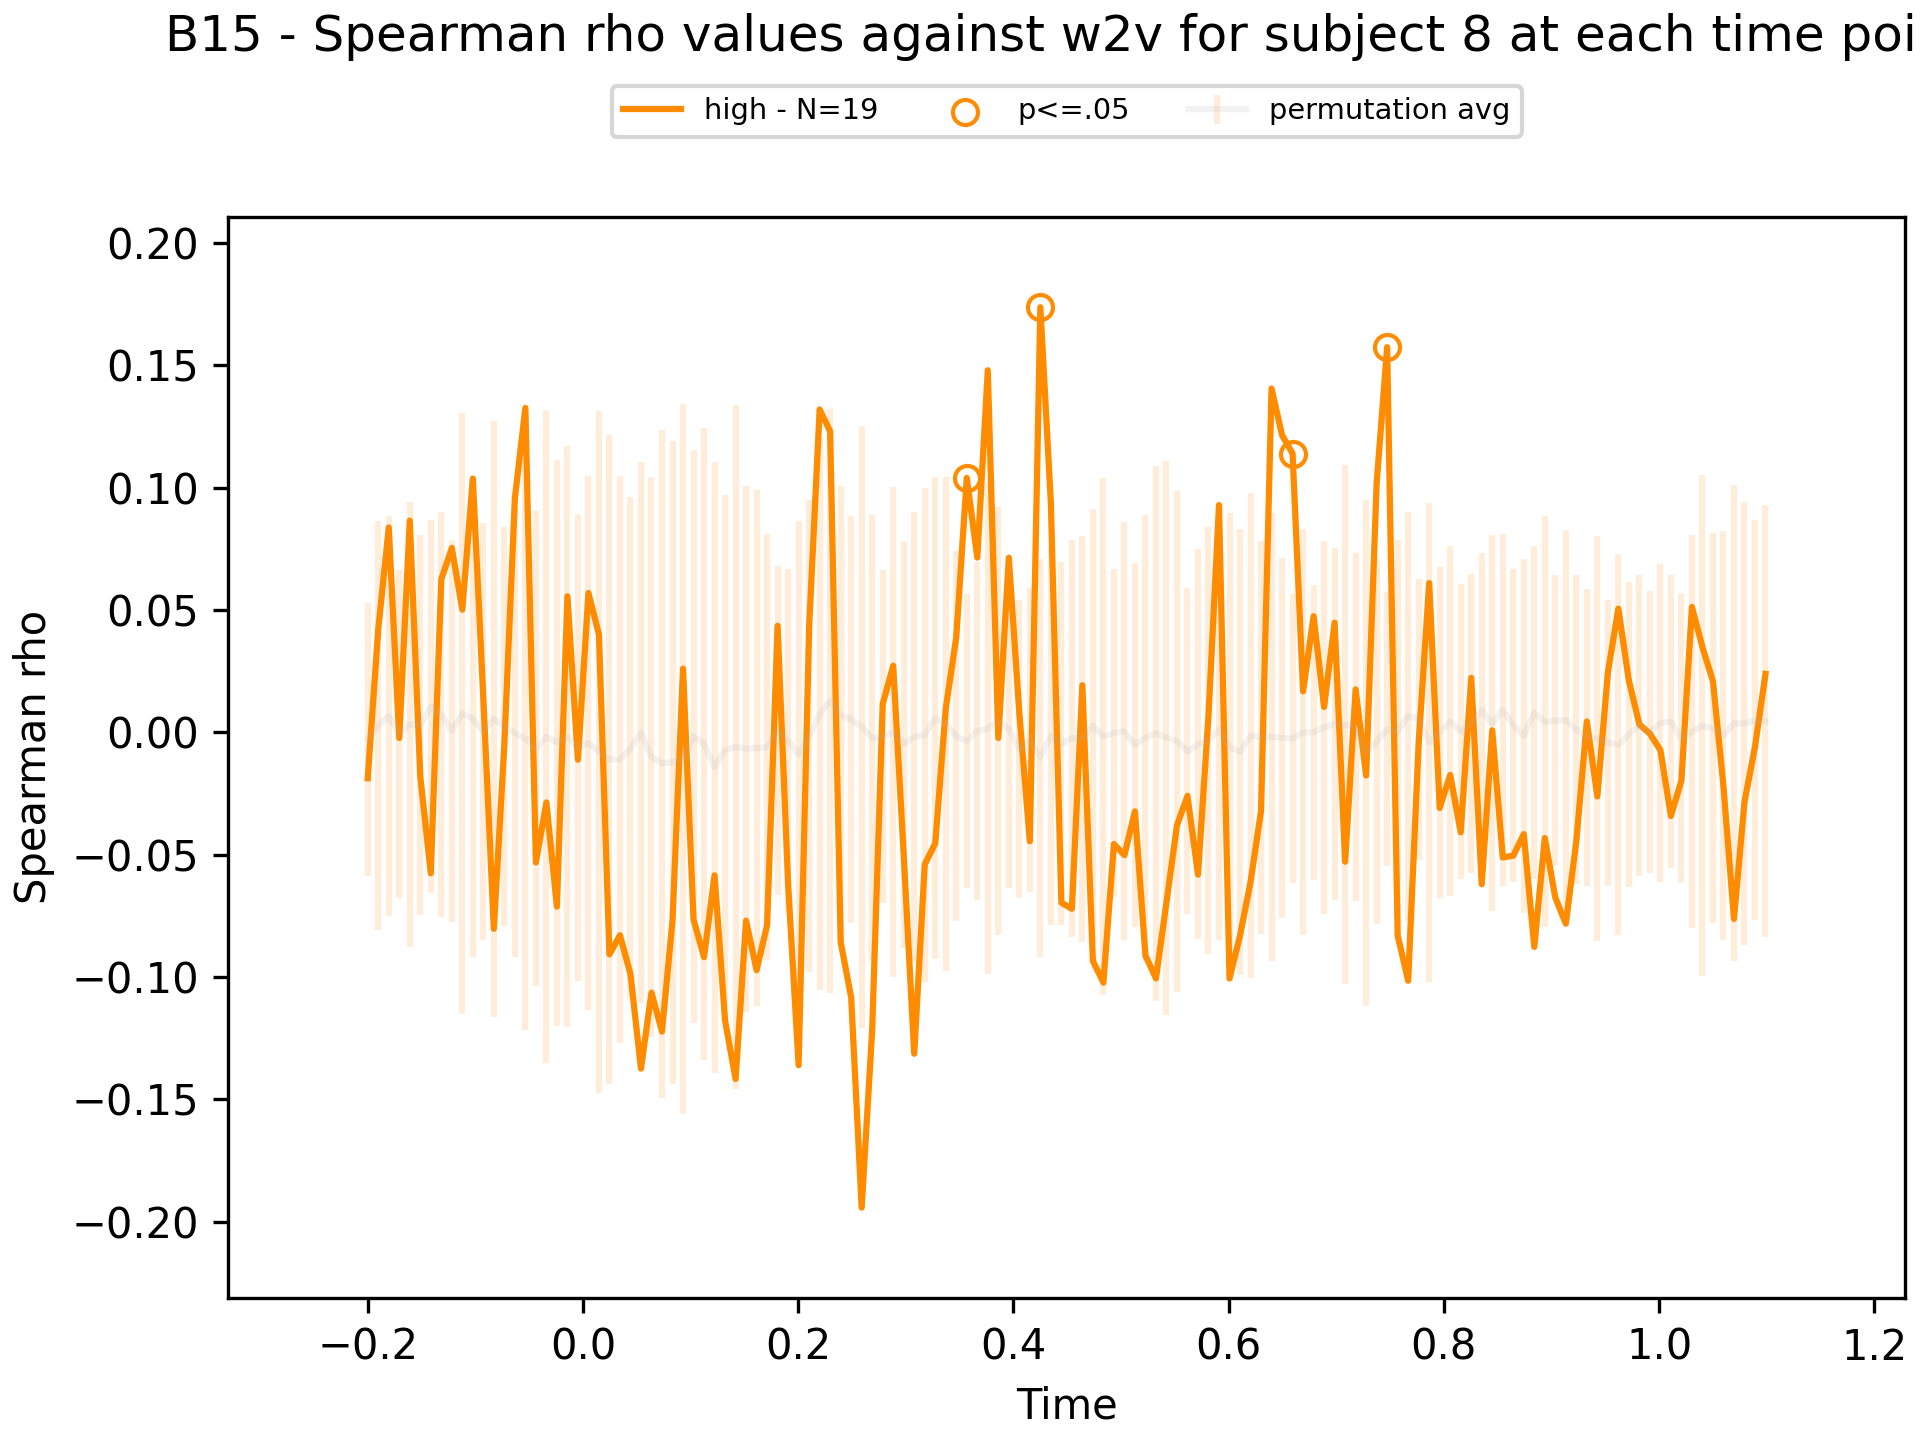 B15 - Spearman rho values against w2v for subject 8 at each time poi
high - N=19 p<=.05 permutation avg
0.20
0.15
0.10
0.05
0.00
−0.05
−0.10
−0.15
−0.20
Spearman rho
−0.2 0.0 0.2 0.4 0.6 0.8 1.0 1.2
Time